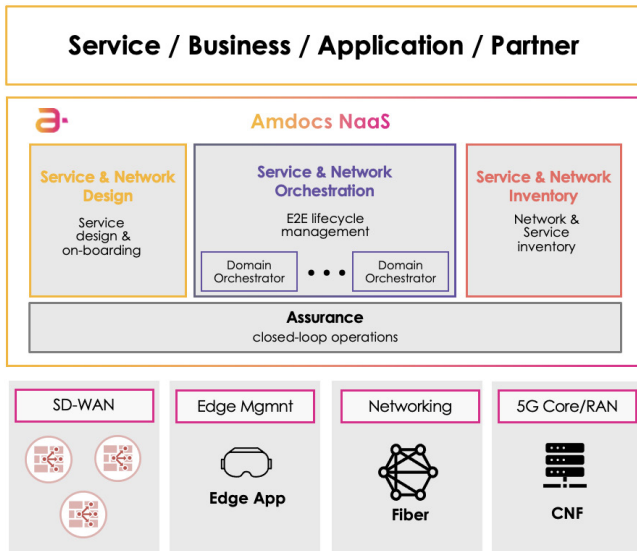 Service / Business / Application / Partner
Amdocs NaaS
Service & Network
Design
Service
design &
on-boarding
Service & Network
Orchestration
E2E lifecycle
management
Domain
Orchestrator
Domain
Orchestrator
Service & Network
Inventory
Network &
Service
inventory
Assurance
closed-loop operations
SD-WAN
Edge Mgmnt
Edge App
Networking
Fiber
5G Core/RAN
CNF